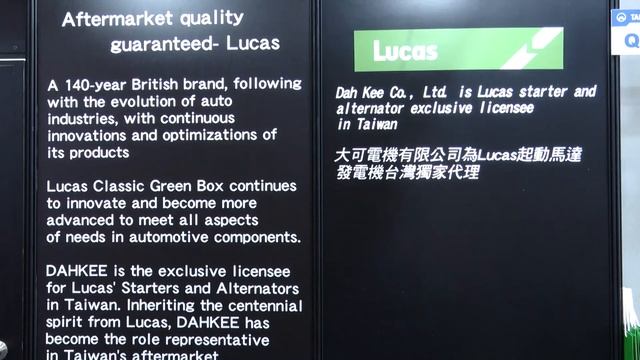 Aftermarket quality
guaranteed- Lucas
A 140-year British brand, following
with the evolution of auto
industries, with continuous
innovations and optimizations of
its products
Lucas Classic Green Box continues
to innovate and become more
advanced to meet all aspects
of needs in automotive components.
DAHKEE is the exclusive licensee
for Lucas' Starters and Alternators
in Taiwan. Inheriting the centennial
spirit from Lucas, DAHKEE has
become the role representative
in Taiwan's aftermarket
Lucas
Dah Kee Co., Ltd. is Lucas starter and
alternator exclusive licensee
in Taiwan
大可電機有限公司為Lucas起動馬達
發電機台灣獨家代理